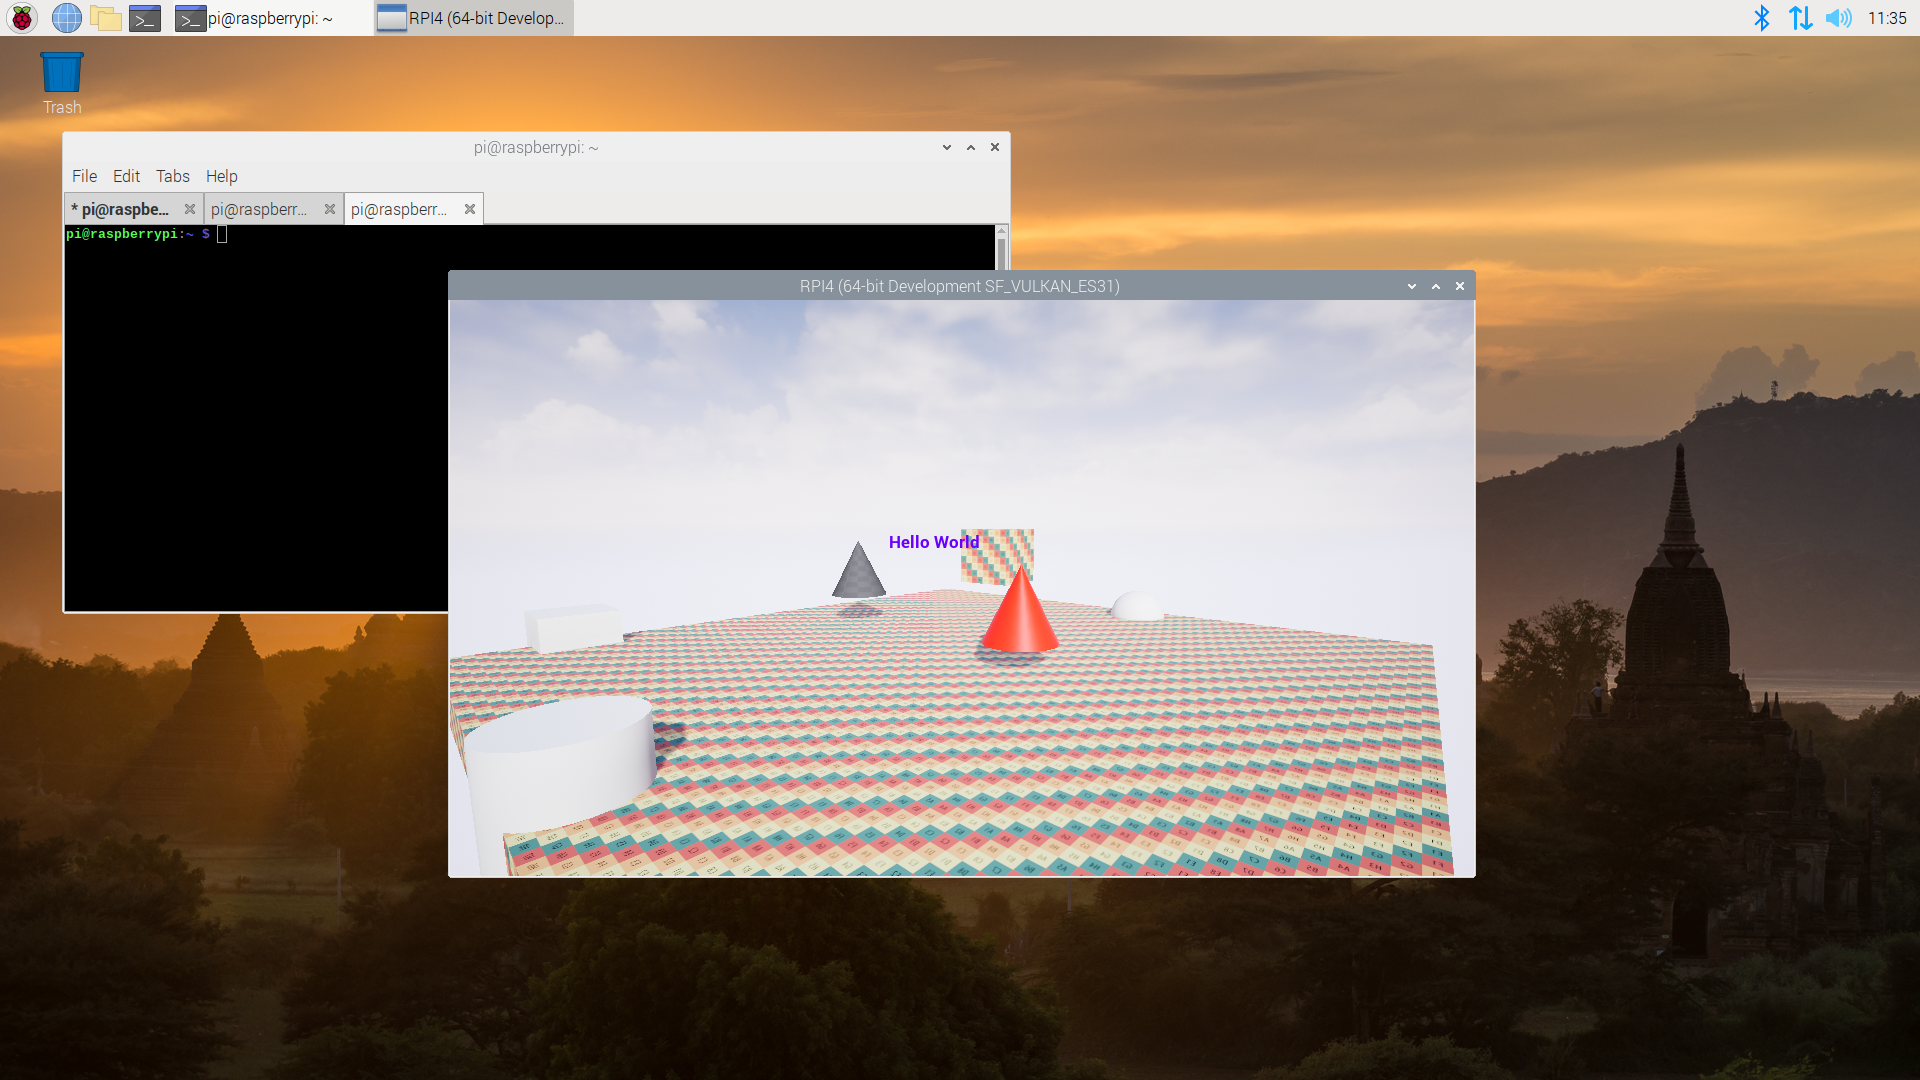 pi@raspberrypi: ~
RPI4 (64-bit Develop...
11:35
Trash
pi@raspberrypi: ~
File Edit Tabs Help
* pi@raspbe... pi@raspberr... pi@raspberr...
pi@raspberrypi:~ $
RPI4 (64-bit Development SF_VULKAN_ES31)
Hello World